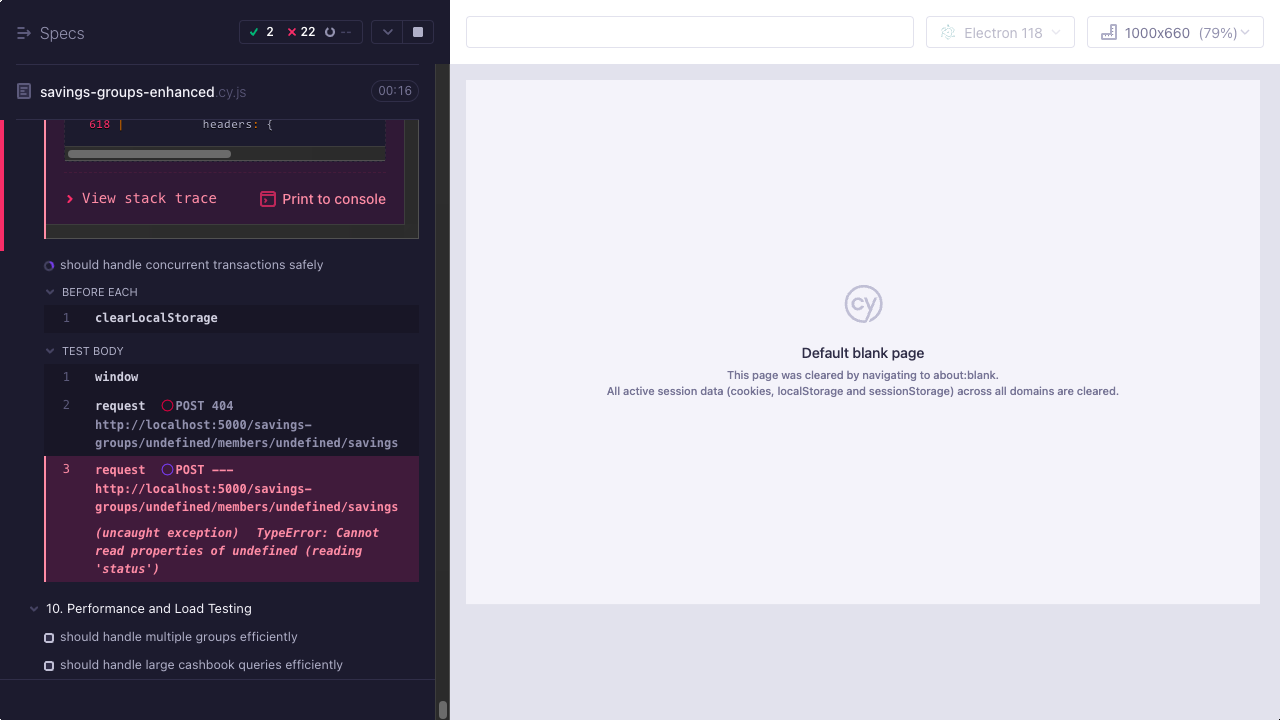 Specs
2 22 --
Electron 118
1000x660 (79%)
savings-groups-enhanced.cy.js
00:16
618 | headers: {
View stack trace
Print to console
should handle concurrent transactions safely
BEFORE EACH
1 clearLocalStorage
TEST BODY
1 window
2 request POST 404
http://localhost:5000/savings-
groups/undefined/members/undefined/savings
3 request POST ---
http://localhost:5000/savings-
groups/undefined/members/undefined/savings
(uncaught exception) TypeError: Cannot
read properties of undefined (reading
'status')
10. Performance and Load Testing
should handle multiple groups efficiently
should handle large cashbook queries efficiently
cy
Default blank page
This page was cleared by navigating to about:blank.
All active session data (cookies, localStorage and sessionStorage) across all domains are cleared.